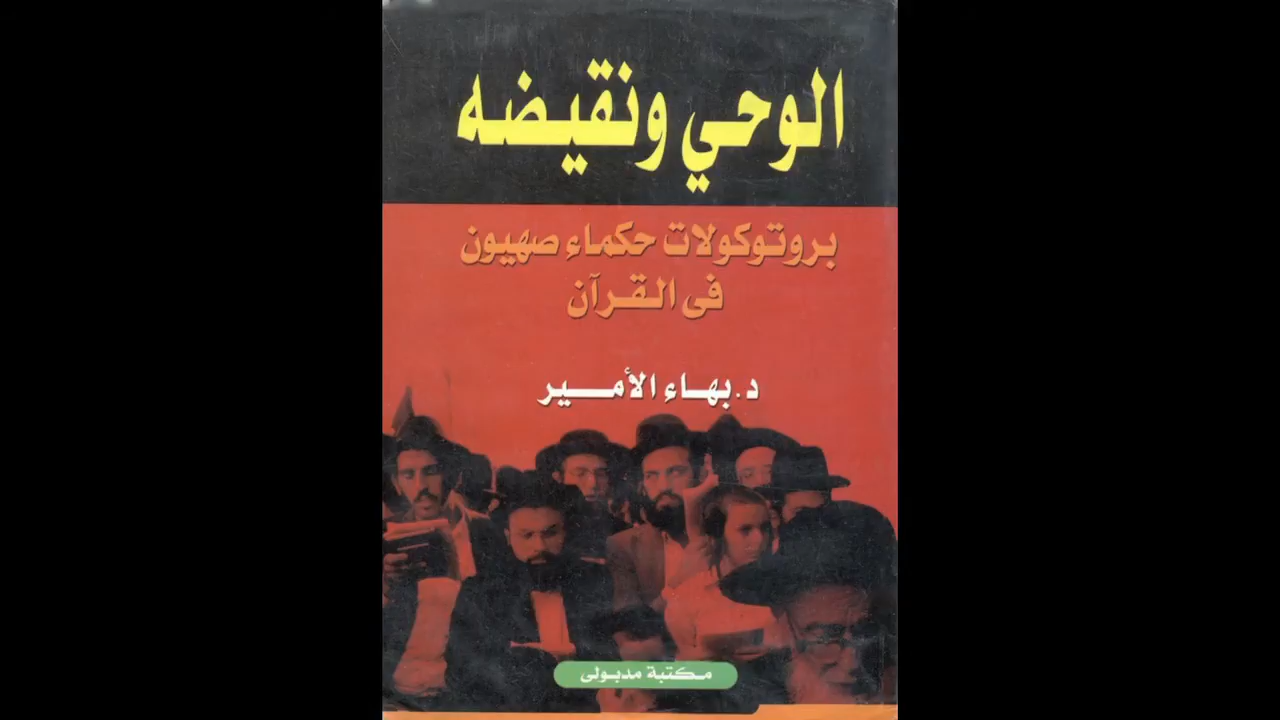 الوحي ونقيضه
بروتوكولات حكماء صهيون
فى القرآن
د. بهاء الأمير
مكتبة مدبولى